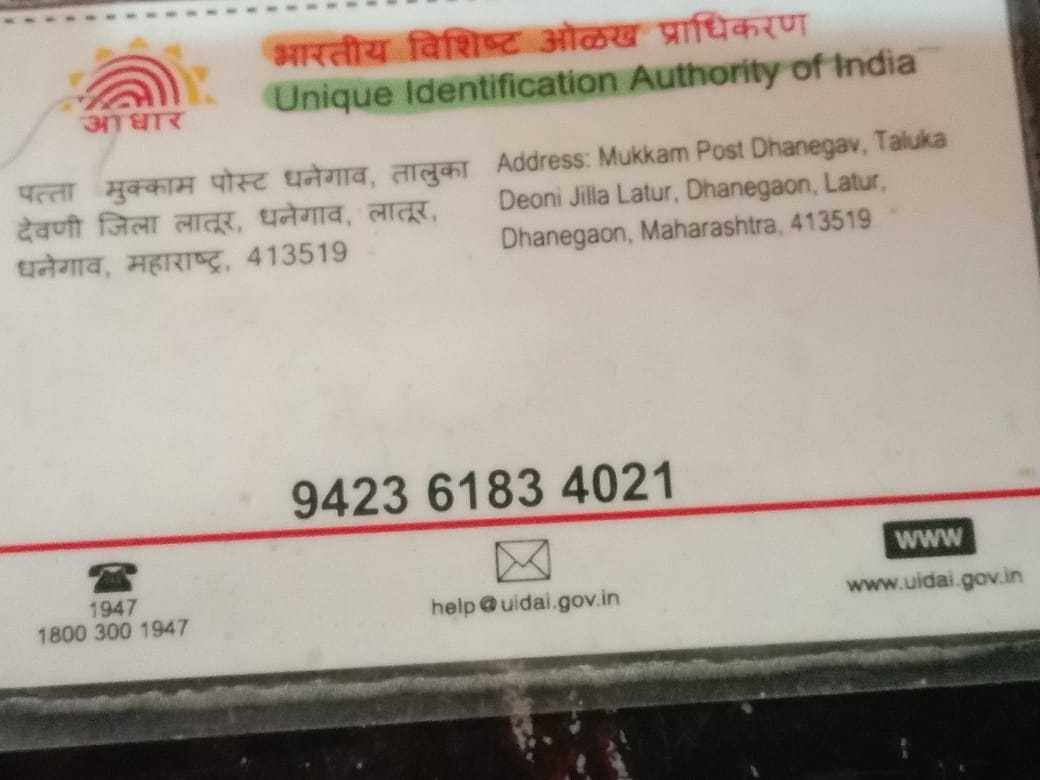 भारतीय विशिष्ट ओळख प्राधिकरण
Unique Identification Authority of India
आधार
पत्ता मुक्काम पोस्ट धनेगाव, तालुका
देवणी जिला लातूर, धनेगाव, लातूर,
धनेगाव, महाराष्ट्र, 413519
Address: Mukkam Post Dhanegav, Taluka
Deoni Jilla Latur, Dhanegaon, Latur,
Dhanegaon, Maharashtra, 413519
9423 6183 4021
1947
1800 300 1947
help@uidai.gov.in
www
www.uidai.gov.in